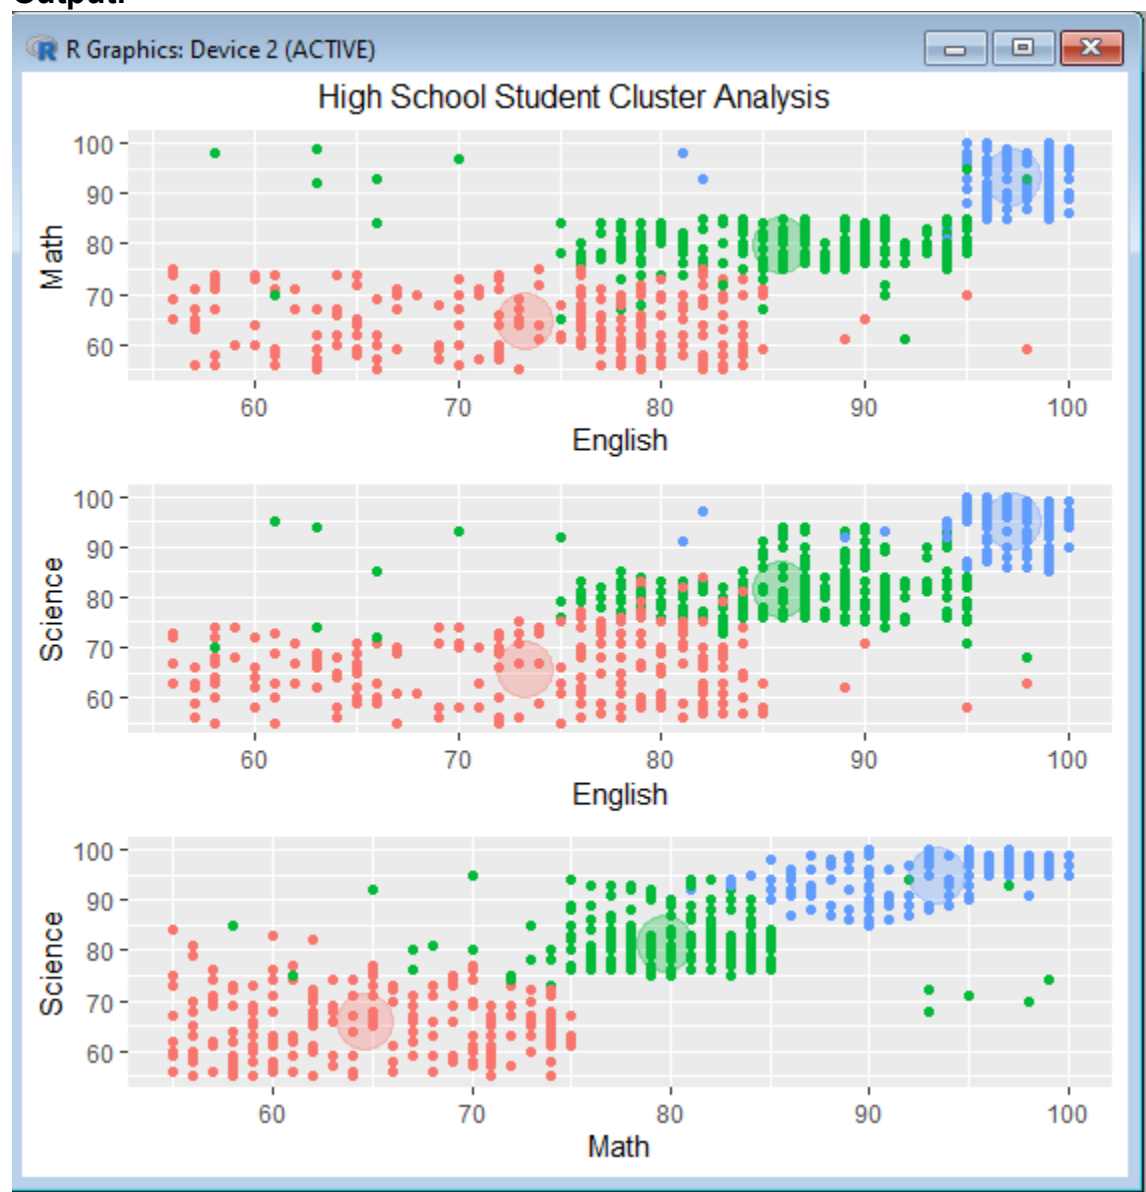 Output:
R Graphics: Device 2 (ACTIVE)
High School Student Cluster Analysis
100
90
80
70
60
Math
60 70 80 90 100
English
100
90
80
70
60
Science
60 70 80 90 100
English
100
90
80
70
60
Science
60 70 80 90 100
Math